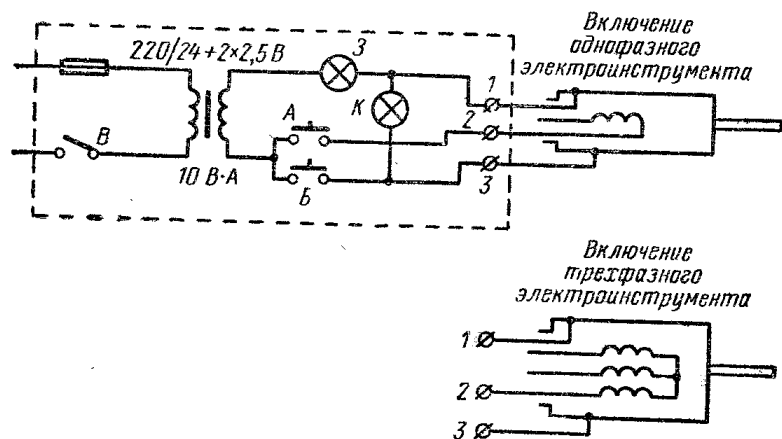 Включение
однофазного
электроинструмента
220/24 + 2×2,5 В
З
1
К
А
2
В
Б
3
10 В·А
Включение
трехфазного
электроинструмента
1
2
3